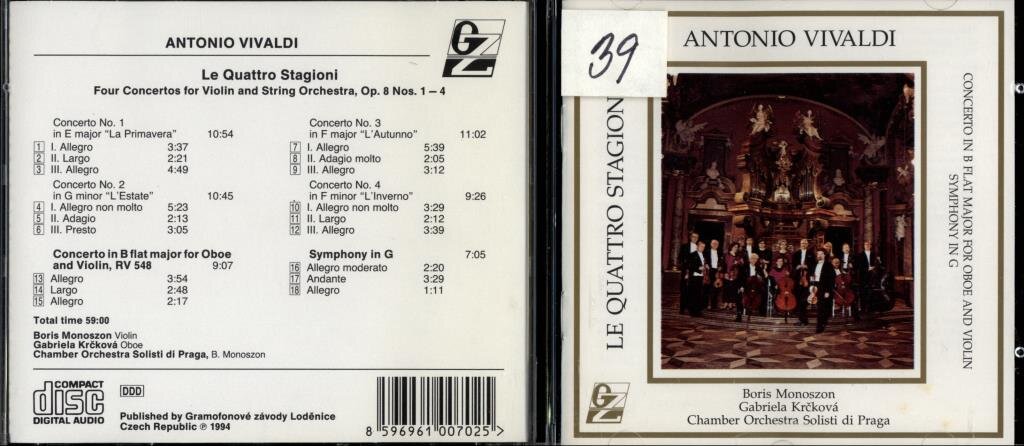 ANTONIO VIVALDI
GZ
Le Quattro Stagioni
Four Concertos for Violin and String Orchestra, Op. 8 Nos. 1 – 4
Concerto No. 1
in E major "La Primavera" 10:54
1 I. Allegro 3:37
2 II. Largo 2:21
3 III. Allegro 4:49
Concerto No. 2
in G minor "L'Estate" 10:45
4 I. Allegro non molto 5:23
5 II. Adagio 2:13
6 III. Presto 3:05
Concerto in B flat major for Oboe
and Violin, RV 548 9:07
13 Allegro 3:54
14 Largo 2:48
15 Allegro 2:17
Concerto No. 3
in F major "L'Autunno" 11:02
7 I. Allegro 5:39
8 II. Adagio molto 2:05
9 III. Allegro 3:12
Concerto No. 4
in F minor "L'Inverno" 9:26
10 I. Allegro non molto 3:29
11 II. Largo 2:12
12 III. Allegro 3:39
Symphony in G 7:05
16 Allegro moderato 2:20
17 Andante 3:29
18 Allegro 1:11
Total time 59:00
Boris Monoszon Violin
Gabriela Krčková Oboe
Chamber Orchestra Solisti di Praga, B. Monoszon
COMPACT
disc
DIGITAL AUDIO
DDD
Published by Gramofonové závody Loděnice
Czech Republic ℗ 1994
8 596961 007025
39
ANTONIO VIVALDI
LE QUATTRO STAGION
CONCERTO IN B FLAT MAJOR FOR OBOE AND VIOLIN
SYMPHONY IN G
GZ
Boris Monoszon
Gabriela Krčková
Chamber Orchestra Solisti di Praga